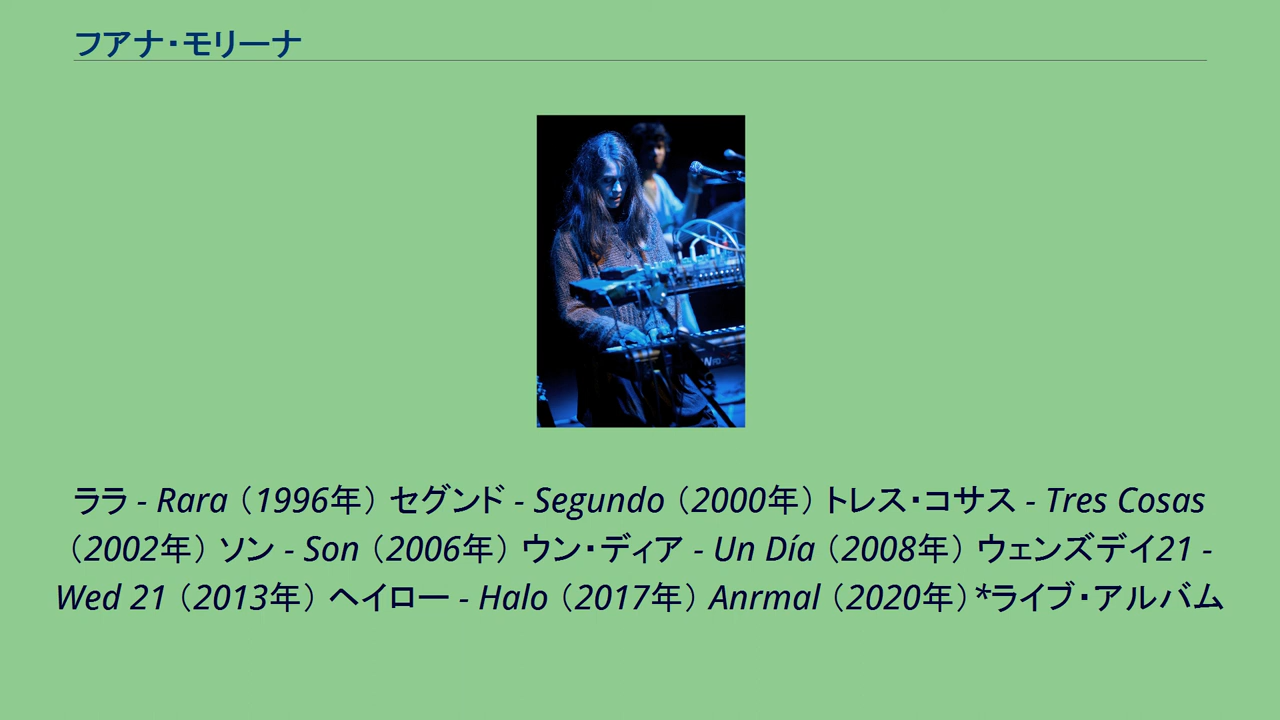 フアナ・モリーナ
ララ - Rara（1996年） セグンド - Segundo（2000年） トレス・コサス - Tres Cosas
（2002年） ソン - Son（2006年） ウン・ディア - Un Día（2008年） ウェンズデイ21 -
Wed 21（2013年） ヘイロー - Halo（2017年） Anrmal（2020年）*ライブ・アルバム